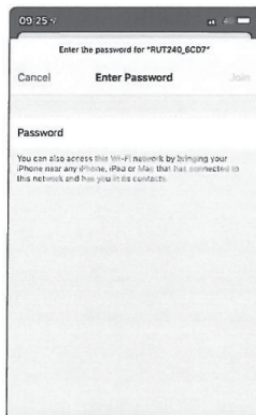 09:25
4G
Enter the password for "RUT240_6CD7"
Cancel
Enter Password
Join
Password
You can also access this Wi-Fi network by bringing your
iPhone near any iPhone, iPad or Mac that has connected to
this network and has you in its contacts.